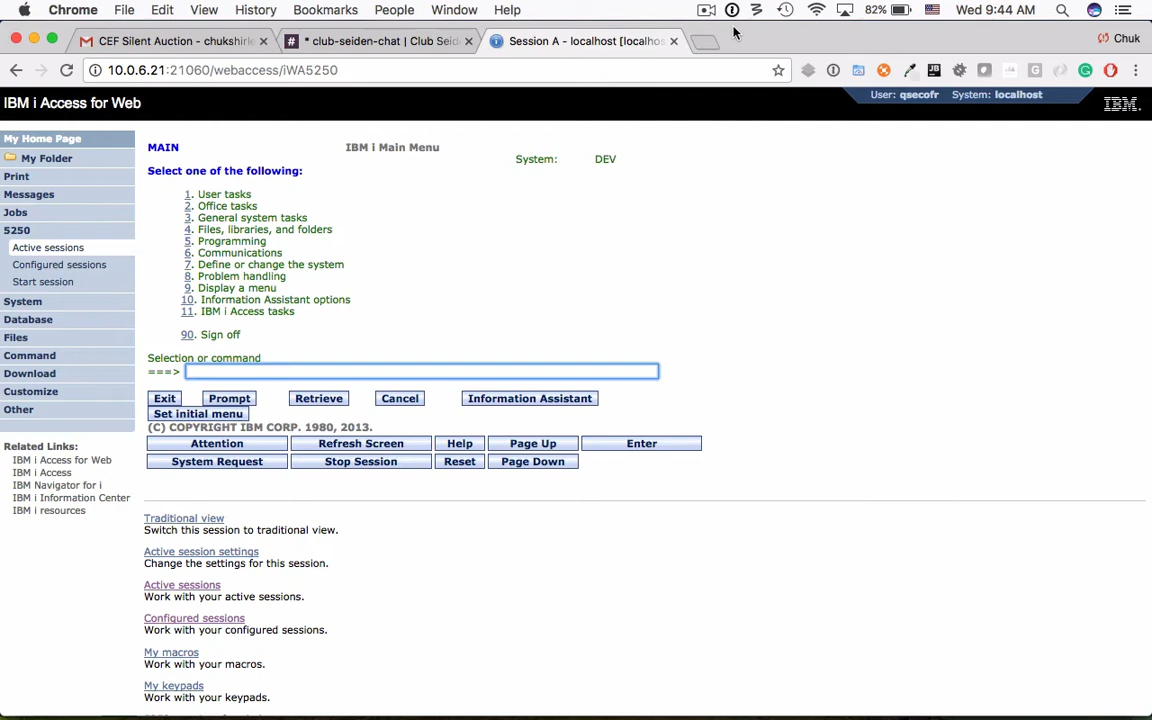 Chrome File Edit View History Bookmarks People Window Help 82% Wed 9:44 AM
CEF Silent Auction - chukshirle * club-seiden-chat | Club Seid Session A - localhost [localhos Chuk
10.0.6.21:21060/webaccess/iWA5250
IBM i Access for Web User: qsecofr System: localhost IBM.
My Home Page
My Folder
Print
Messages
Jobs
5250
Active sessions
Configured sessions
Start session
System
Database
Files
Command
Download
Customize
Other
Related Links:
IBM i Access for Web
IBM i Access
IBM Navigator for i
IBM i Information Center
IBM i resources
MAIN IBM i Main Menu
System: DEV
Select one of the following:
1. User tasks
2. Office tasks
3. General system tasks
4. Files, libraries, and folders
5. Programming
6. Communications
7. Define or change the system
8. Problem handling
9. Display a menu
10. Information Assistant options
11. IBM i Access tasks
90. Sign off
Selection or command
===>
Exit Prompt Retrieve Cancel Information Assistant
Set initial menu
(C) COPYRIGHT IBM CORP. 1980, 2013.
Attention Refresh Screen Help Page Up Enter
System Request Stop Session Reset Page Down
Traditional view
Switch this session to traditional view.
Active session settings
Change the settings for this session.
Active sessions
Work with your active sessions.
Configured sessions
Work with your configured sessions.
My macros
Work with your macros.
My keypads
Work with your keypads.